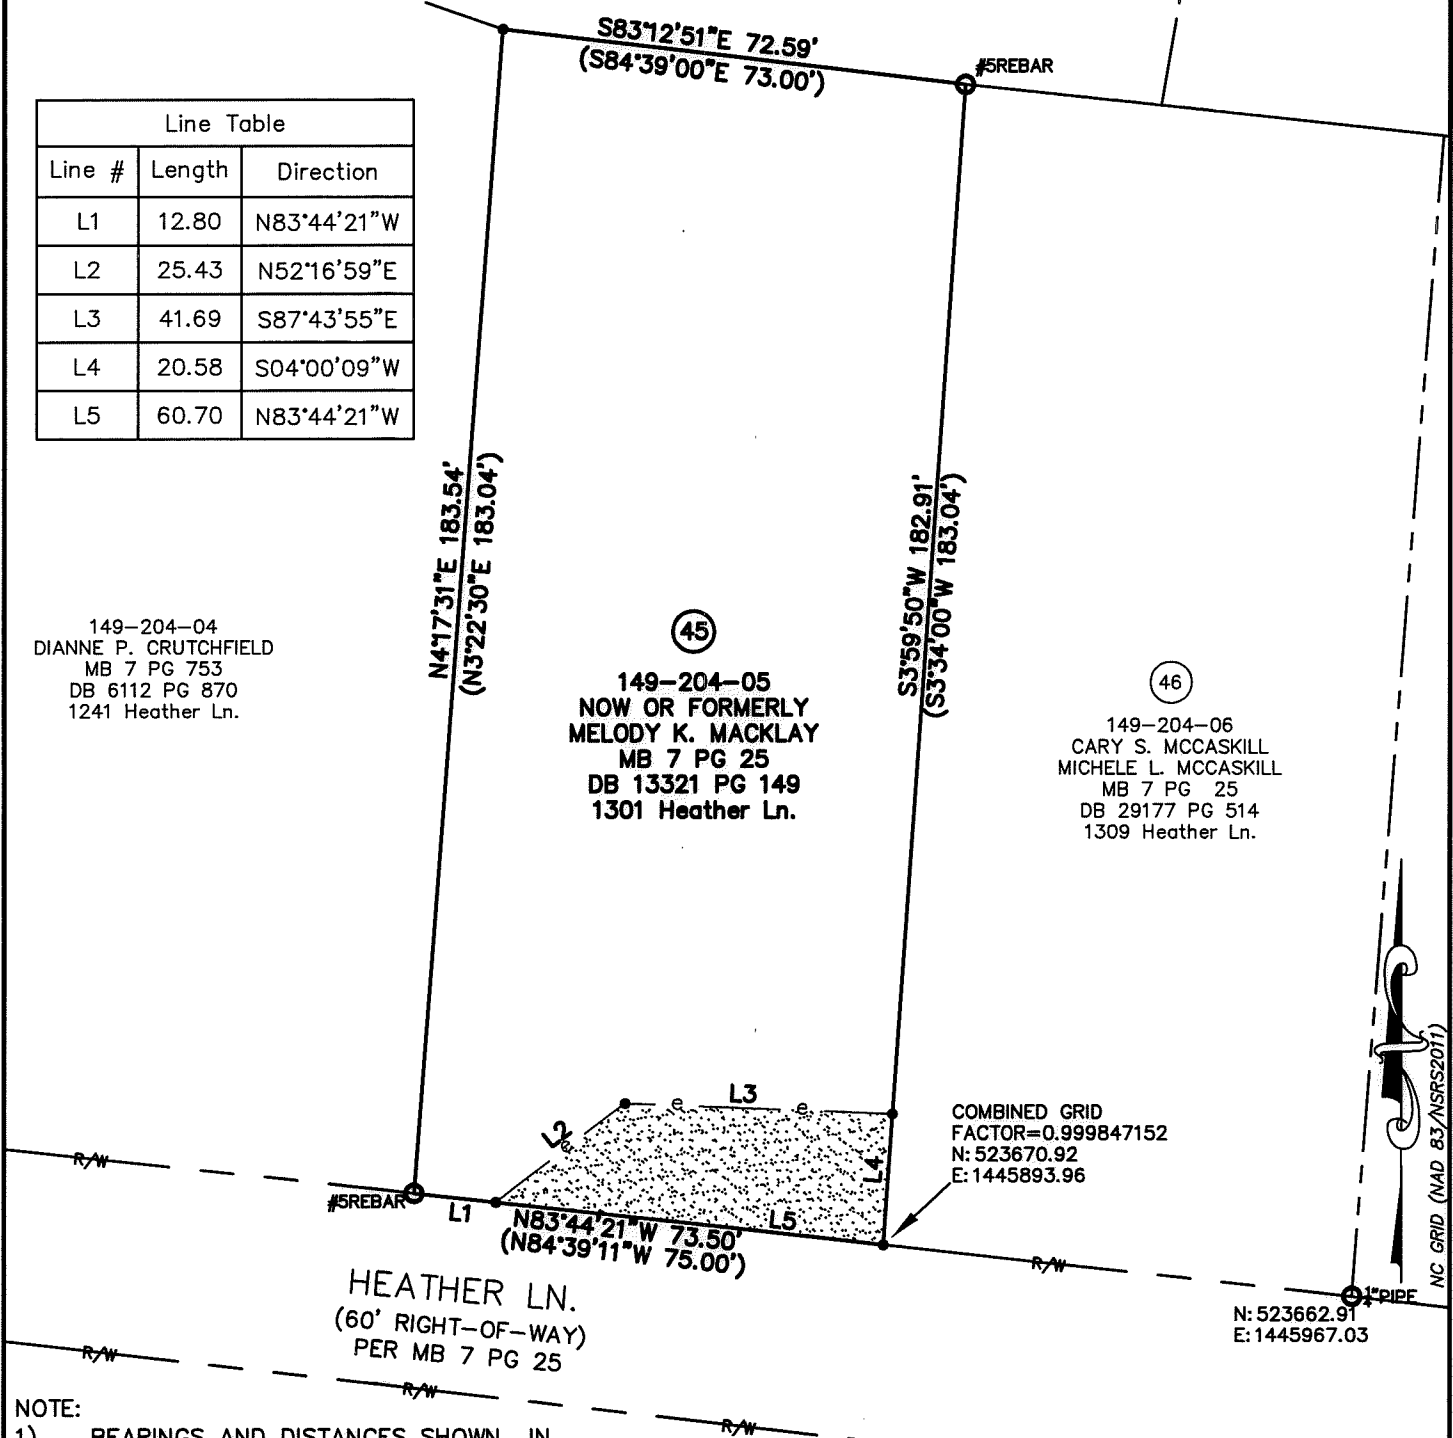 S83°12'51"E 72.59'
(S84°39'00"E 73.00')
#5REBAR
Line Table
Line # Length Direction
L1 12.80 N83°44'21"W
L2 25.43 N52°16'59"E
L3 41.69 S87°43'55"E
L4 20.58 S04°00'09"W
L5 60.70 N83°44'21"W
N4°17'31"E 183.54'
(N3°22'30"E 183.04')
S3°59'50"W 182.91'
(S3°34'00"W 183.04')
149-204-04
DIANNE P. CRUTCHFIELD
MB 7 PG 753
DB 6112 PG 870
1241 Heather Ln.
45
149-204-05
NOW OR FORMERLY
MELODY K. MACKLAY
MB 7 PG 25
DB 13321 PG 149
1301 Heather Ln.
46
149-204-06
CARY S. MCCASKILL
MICHELE L. MCCASKILL
MB 7 PG 25
DB 29177 PG 514
1309 Heather Ln.
NC GRID (NAD 83/NSRS2011)
L3
e e
L2
e
L4
COMBINED GRID
FACTOR=0.999847152
N: 523670.92
E: 1445893.96
R/W
#5REBAR
L1
L5
N83°44'21"W 73.50'
(N84°39'11"W 75.00')
R/W
HEATHER LN.
(60' RIGHT-OF-WAY)
PER MB 7 PG 25
"PIPE
N: 523662.91
E: 1445967.03
R/W
R/W
R/W
NOTE:
1) BEARINGS AND DISTANCES SHOWN IN